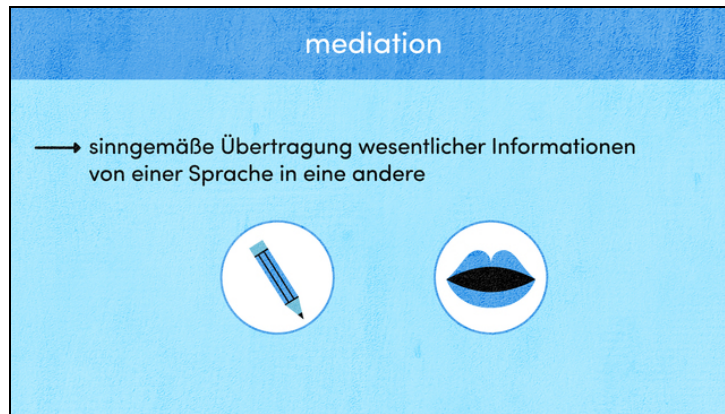 mediation
sinngemäße Übertragung wesentlicher Informationen
von einer Sprache in eine andere